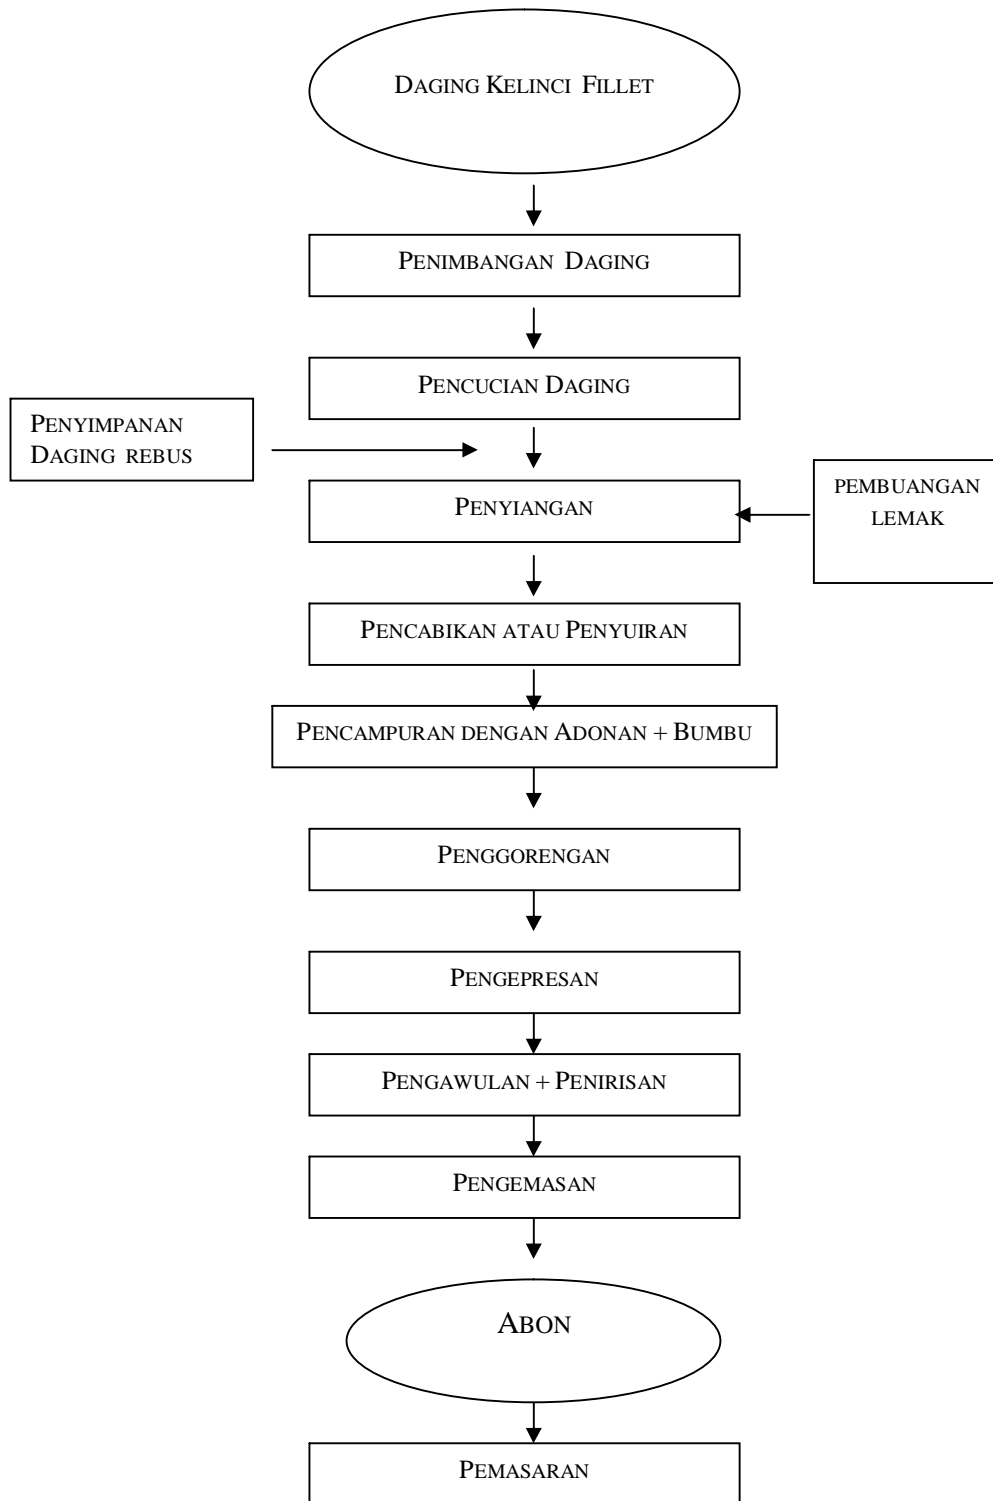 DAGING KELINCI FILLET
PENIMBANGAN DAGING
PENCUCIAN DAGING
PENYIMPANAN
DAGING REBUS
PENYIANGAN
PEMBUANGAN
LEMAK
PENCABIKAN ATAU PENYUIRAN
PENCAMPURAN DENGAN ADONAN + BUMBU
PENGGORENGAN
PENGEPRESAN
PENGAWULAN + PENIRISAN
PENGEMASAN
ABON
PEMASARAN